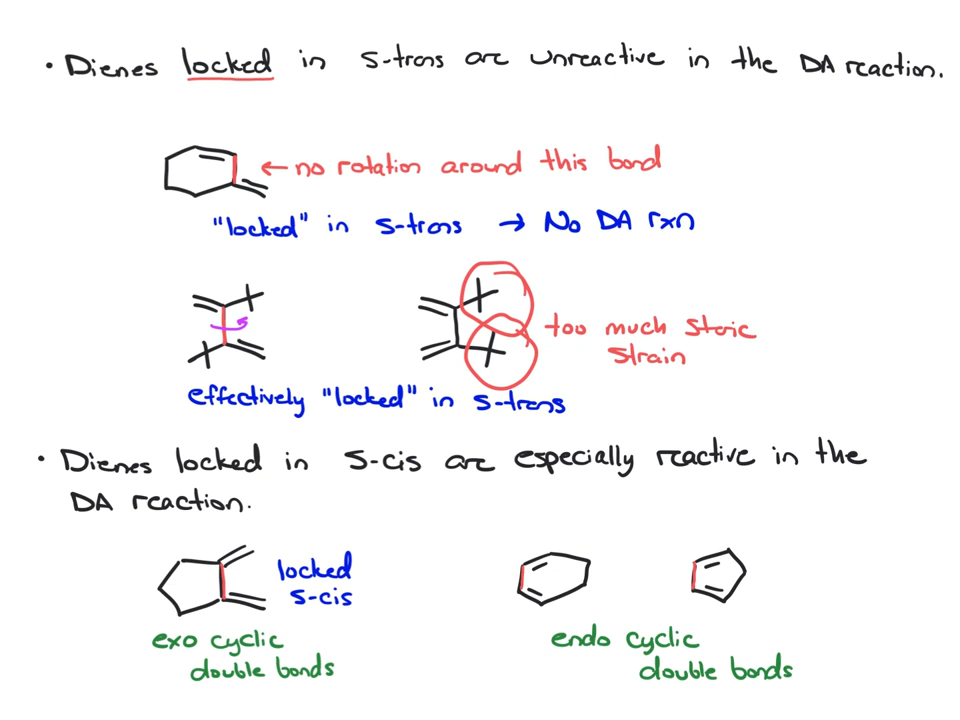 • Dienes locked in s-trans are unreactive in the DA reaction.
← no rotation around this bond
"locked" in s-trans → No DA rxn
too much steric
strain
effectively "locked" in s-trans
• Dienes locked in s-cis are especially reactive in the
DA reaction.
locked
s-cis
exo cyclic
double bonds
endo cyclic
double bonds